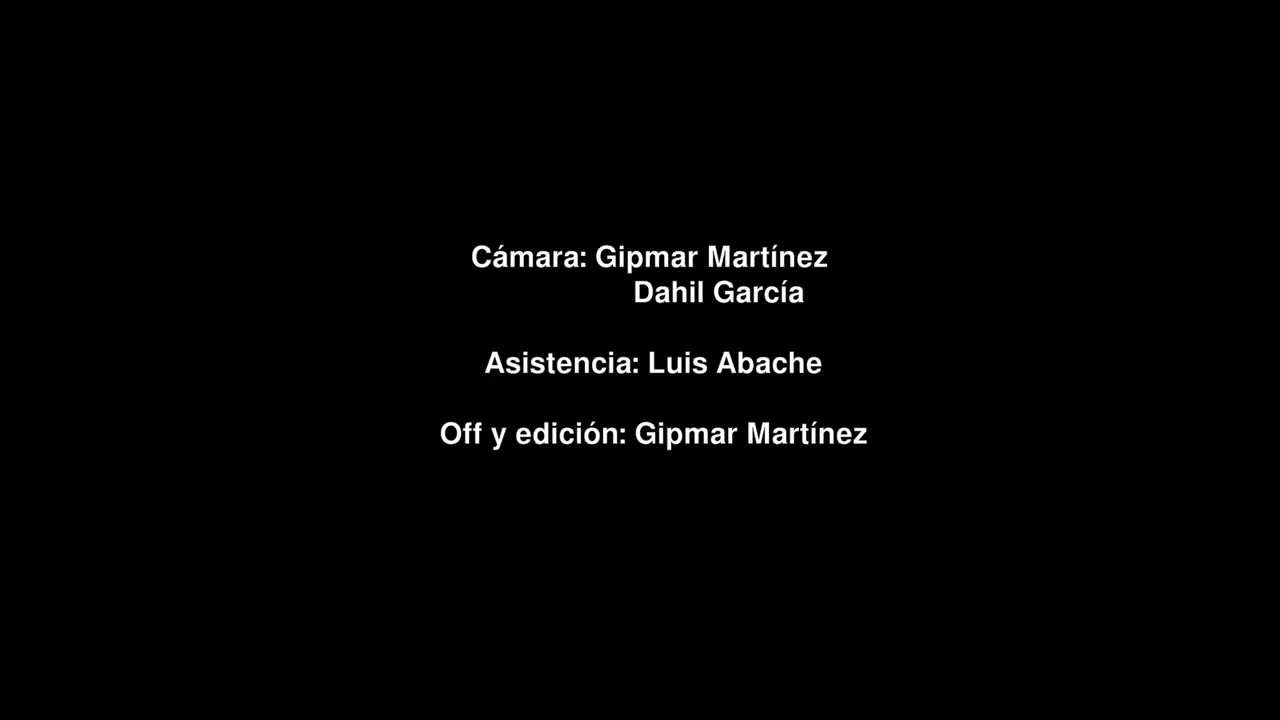 Cámara: Gipmar Martínez
Dahil García
Asistencia: Luis Abache
Off y edición: Gipmar Martínez